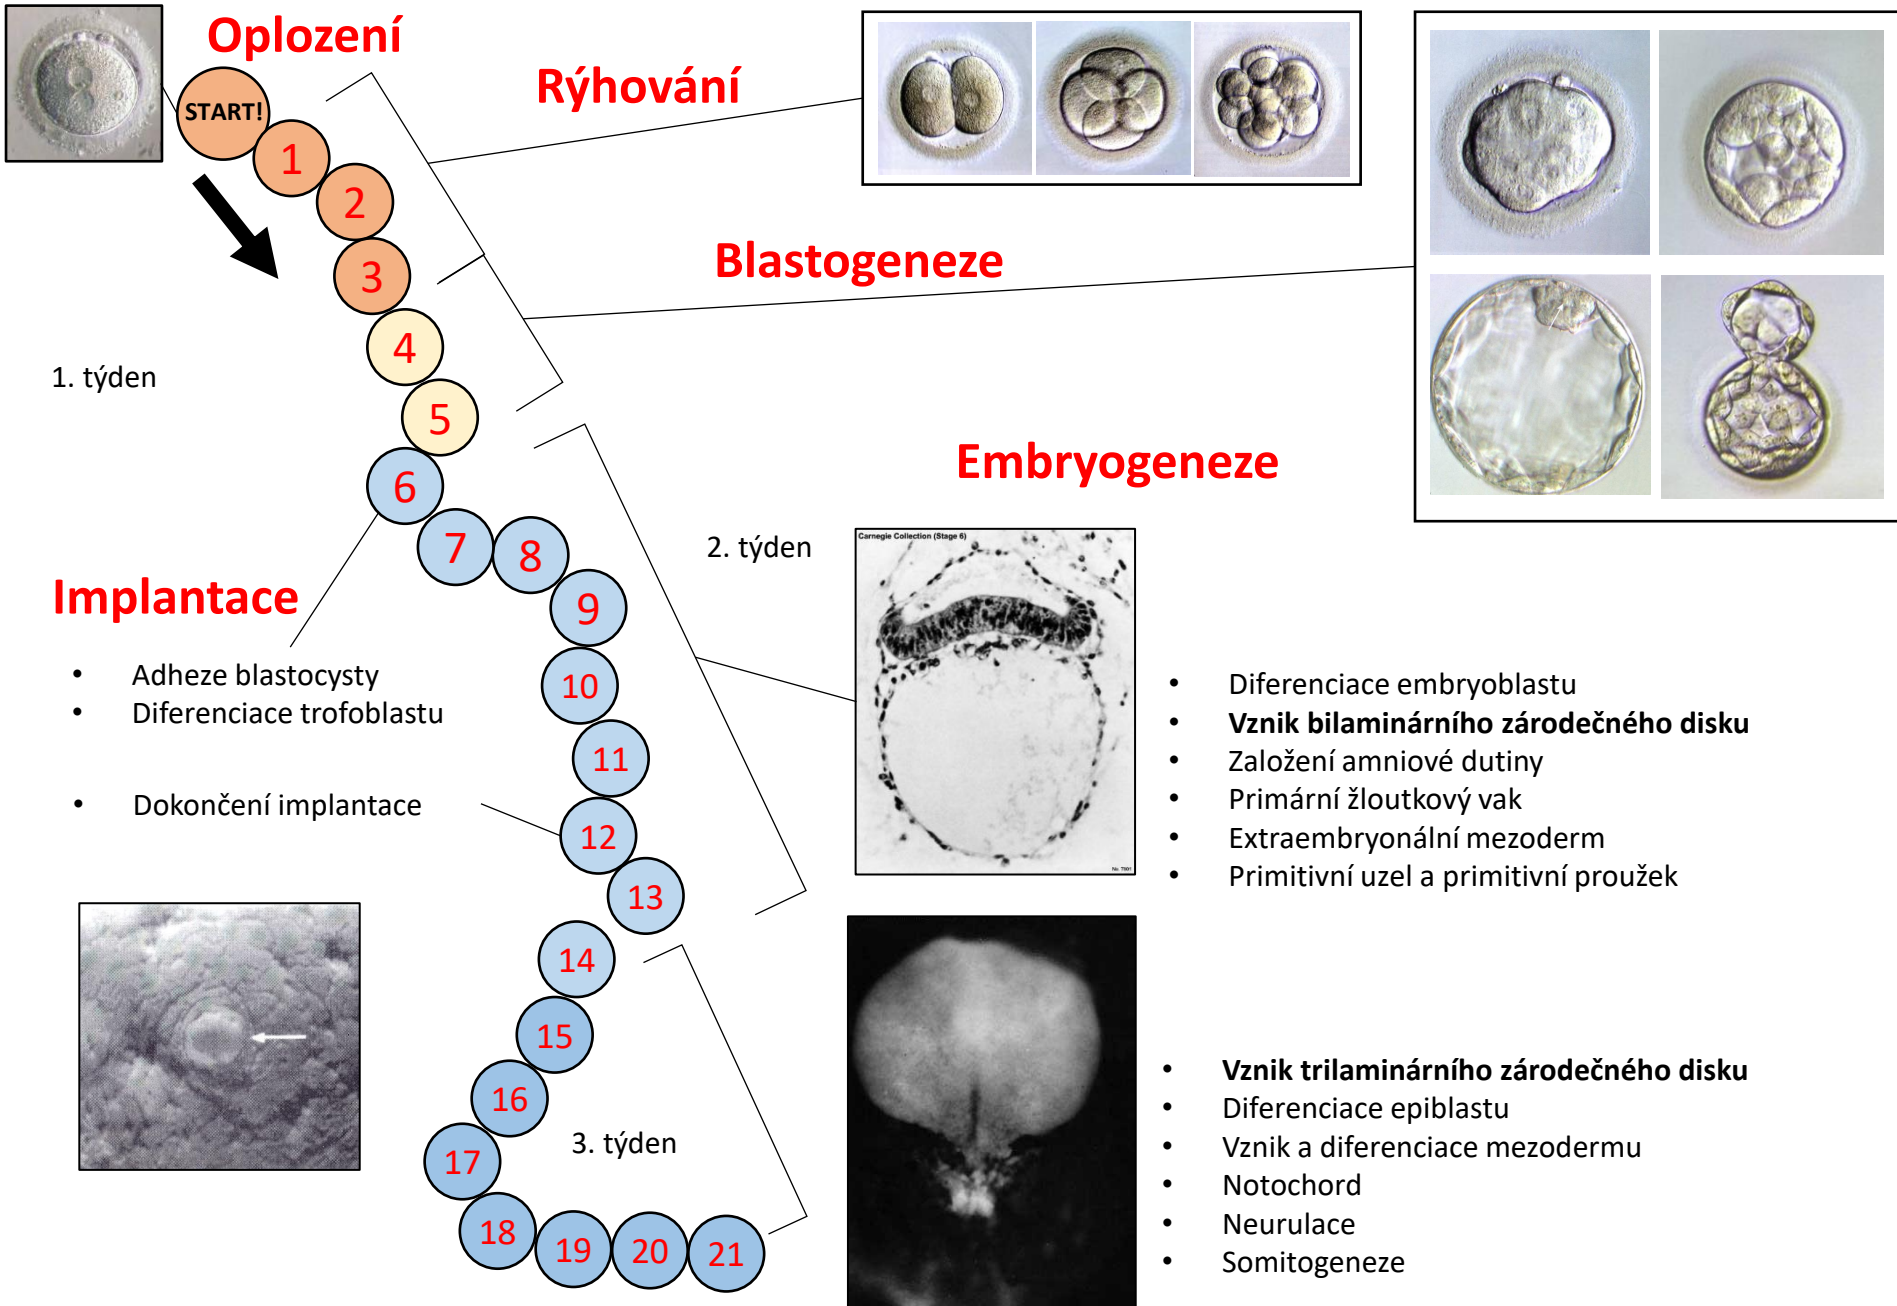 Oplození
START!
1
2
3
4
5
6
7
8
9
10
11
12
13
14
15
16
17
18
19
20
21
Rýhování
Blastogeneze
1. týden
Embryogeneze
2. týden
Carnegie Collection (Stage 6)
No. 7801
Implantace
• Adheze blastocysty
• Diferenciace trofoblastu
• Dokončení implantace
• Diferenciace embryoblastu
• Vznik bilaminárního zárodečného disku
• Založení amniové dutiny
• Primární žloutkový vak
• Extraembryonální mezoderm
• Primitivní uzel a primitivní proužek
3. týden
• Vznik trilaminárního zárodečného disku
• Diferenciace epiblastu
• Vznik a diferenciace mezodermu
• Notochord
• Neurulace
• Somitogeneze